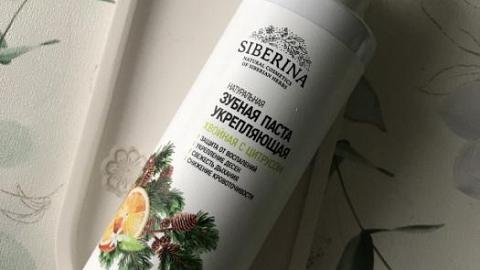 SIBERINA
NATURAL COSMETICS
OF SIBERIAN HERBS
НАТУРАЛЬНАЯ
ЗУБНАЯ ПАСТА
УКРЕПЛЯЮЩАЯ
ХВОЙНАЯ С ЦИТРУСОМ
ЗАЩИТА ОТ ВОСПАЛЕНИЙ
УКРЕПЛЕНИЕ ДЕСЕН
СВЕЖЕСТЬ ДЫХАНИЯ
СНИЖЕНИЕ КРОВОТОЧИВОСТИ